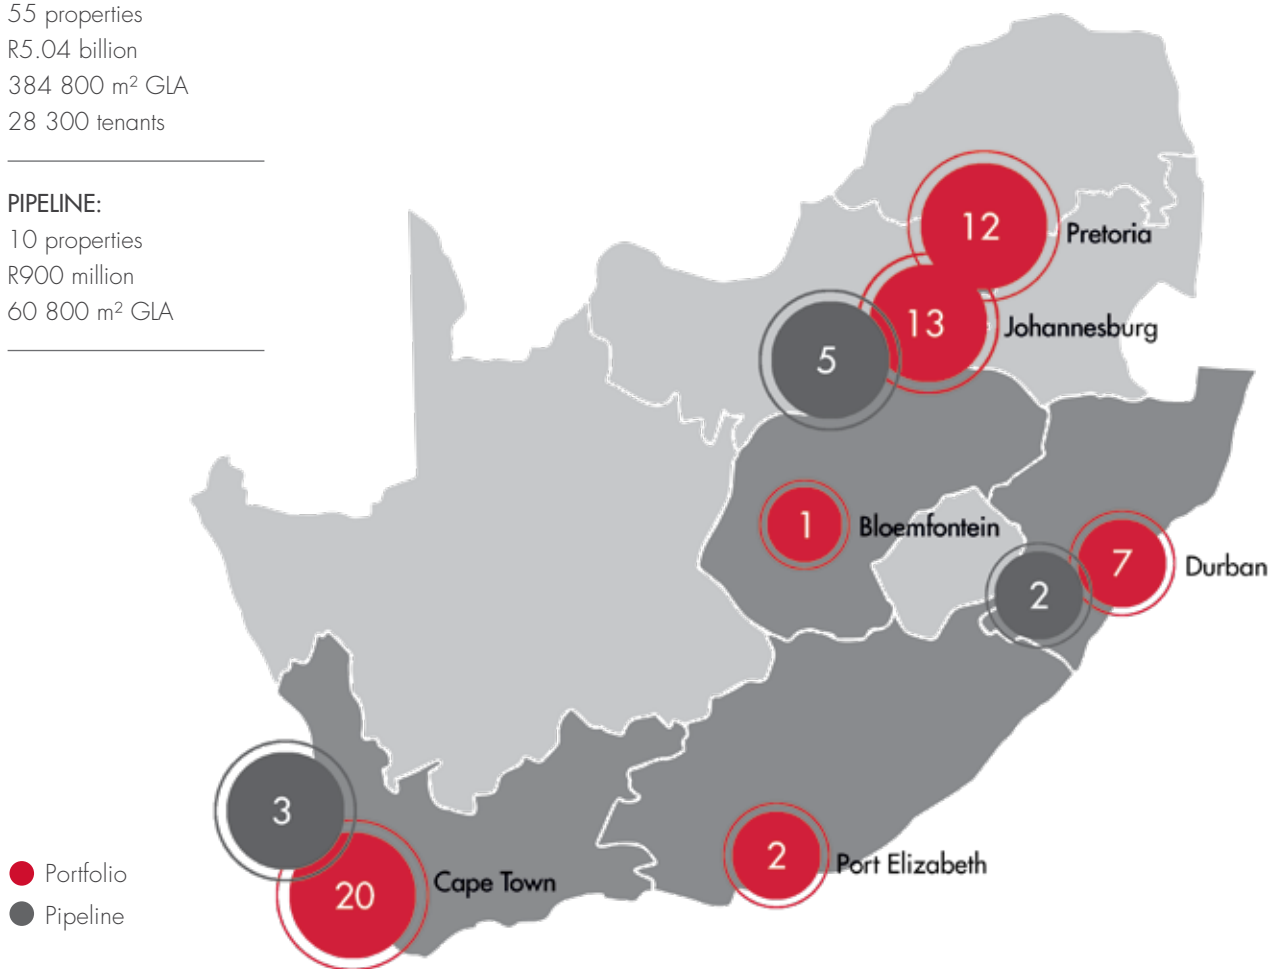 55 properties
R5.04 billion
384 800 m² GLA
28 300 tenants
PIPELINE:
10 properties
R900 million
60 800 m² GLA
12
Pretoria
13
Johannesburg
5
1
Bloemfontein
7
Durban
2
3
20
Cape Town
2
Port Elizabeth
Portfolio
Pipeline